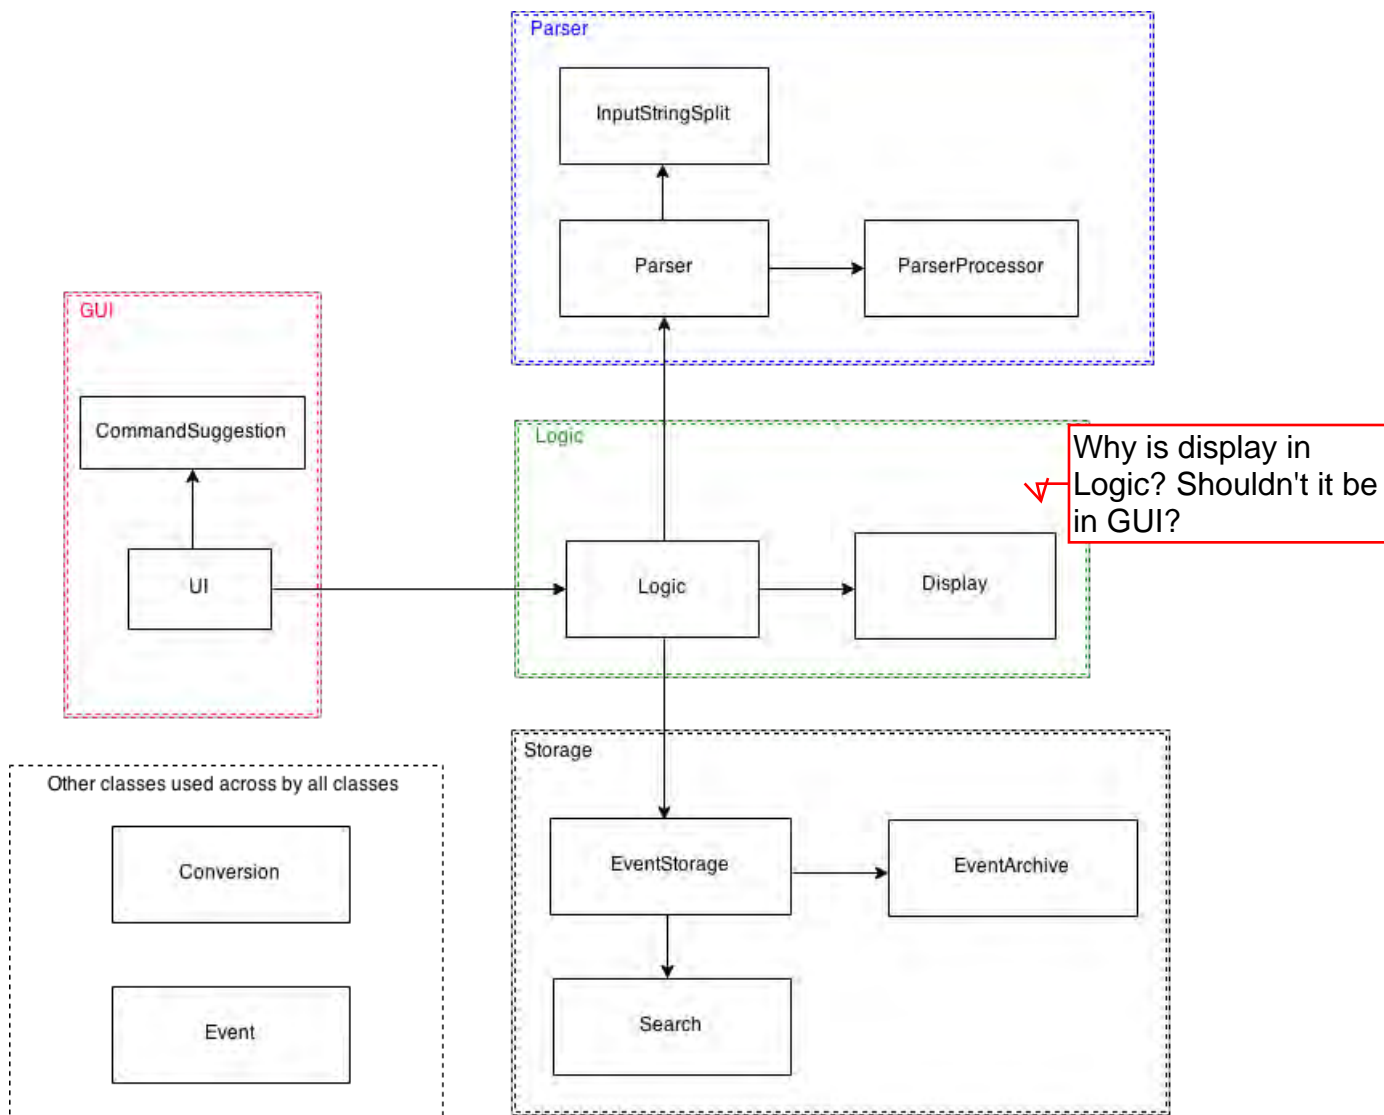 Parser
InputStringSplit
Parser
ParserProcessor
GUI
CommandSuggestion
UI
Logic
Why is display in
Logic? Shouldn't it be
in GUI?
Logic
Display
Storage
Other classes used across by all classes
EventStorage
EventArchive
Conversion
Search
Event